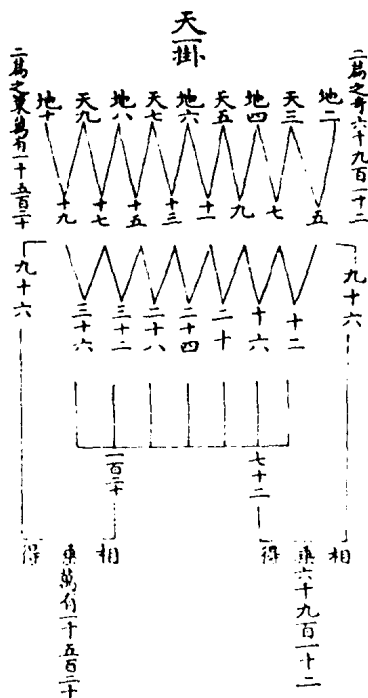 天一掛
二篇之奇六千九百一十二
地二
天三
地四
天五
地六
天七
地八
天九
地十
二篇之策萬有一千五百二十
五
七
九
十一
十三
十五
十七
十九
九十六
十二
十六
二十
二十四
二十八
三十二
三十六
九十六
七十二
一百二十
相
乘六千九百一十二
得
相
乘萬有一千五百二十
得